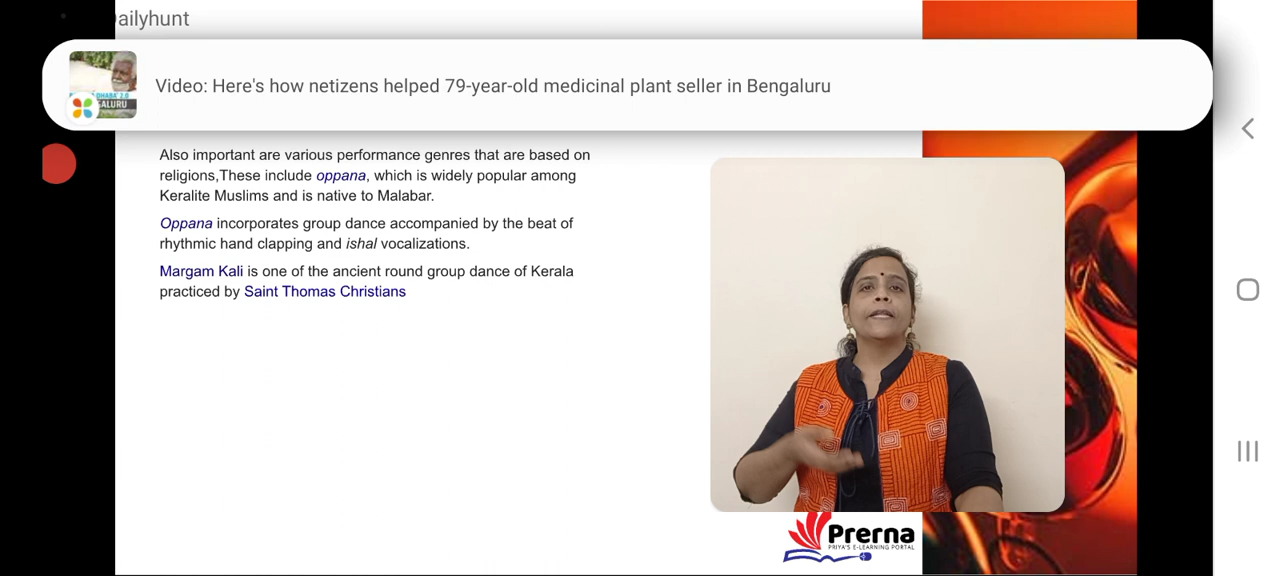 ailyhunt
Video: Here's how netizens helped 79-year-old medicinal plant seller in Bengaluru
DHABA' 2.0
GALURU
Also important are various performance genres that are based on
religions,These include oppana, which is widely popular among
Keralite Muslims and is native to Malabar.
Oppana incorporates group dance accompanied by the beat of
rhythmic hand clapping and ishal vocalizations.
Margam Kali is one of the ancient round group dance of Kerala
practiced by Saint Thomas Christians
Prerna
PRIYA'S E-LEARNING PORTAL